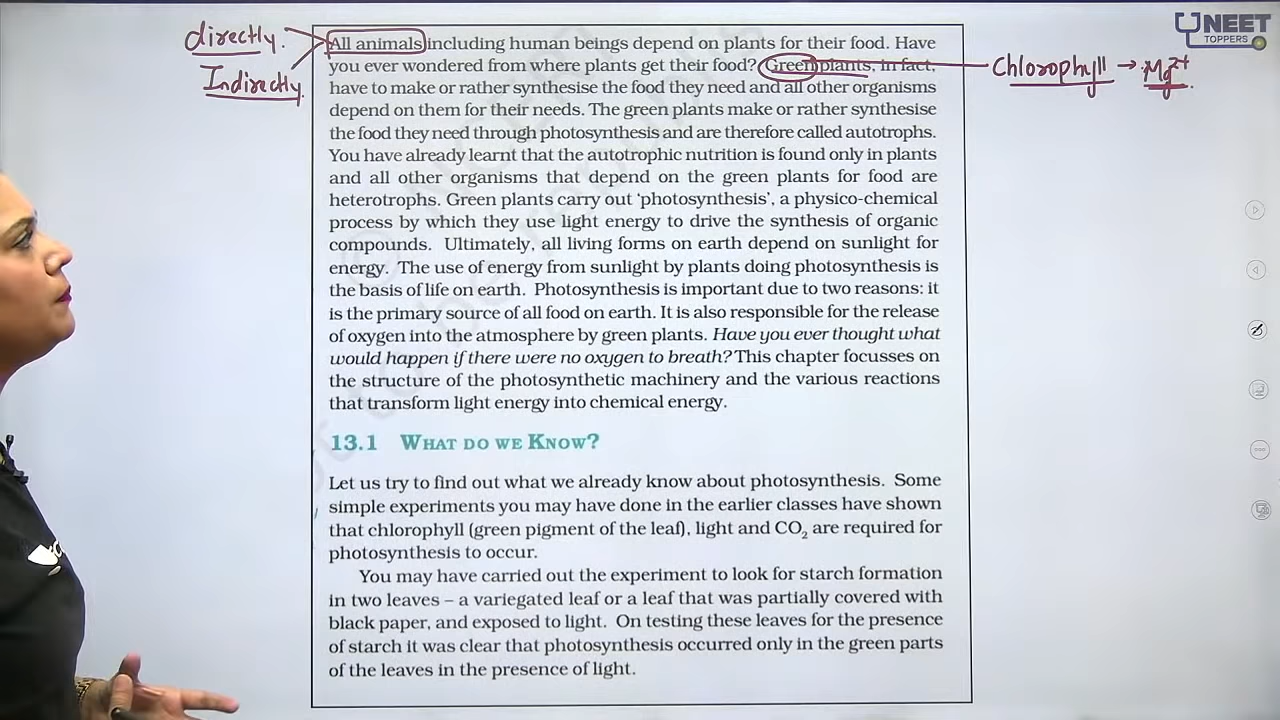 directly.
Indirectly.
All animals including human beings depend on plants for their food. Have
you ever wondered from where plants get their food? Green plants, in fact,
have to make or rather synthesise the food they need and all other organisms
depend on them for their needs. The green plants make or rather synthesise
the food they need through photosynthesis and are therefore called autotrophs.
You have already learnt that the autotrophic nutrition is found only in plants
and all other organisms that depend on the green plants for food are
heterotrophs. Green plants carry out ‘photosynthesis’, a physico-chemical
process by which they use light energy to drive the synthesis of organic
compounds. Ultimately, all living forms on earth depend on sunlight for
energy. The use of energy from sunlight by plants doing photosynthesis is
the basis of life on earth. Photosynthesis is important due to two reasons: it
is the primary source of all food on earth. It is also responsible for the release
of oxygen into the atmosphere by green plants. Have you ever thought what
would happen if there were no oxygen to breath? This chapter focusses on
the structure of the photosynthetic machinery and the various reactions
that transform light energy into chemical energy.
13.1 WHAT DO WE KNOW?
Let us try to find out what we already know about photosynthesis. Some
simple experiments you may have done in the earlier classes have shown
that chlorophyll (green pigment of the leaf), light and CO₂ are required for
photosynthesis to occur.
You may have carried out the experiment to look for starch formation
in two leaves – a variegated leaf or a leaf that was partially covered with
black paper, and exposed to light. On testing these leaves for the presence
of starch it was clear that photosynthesis occurred only in the green parts
of the leaves in the presence of light.
Chlorophyll → Mg²⁺
NEET
TOPPERS